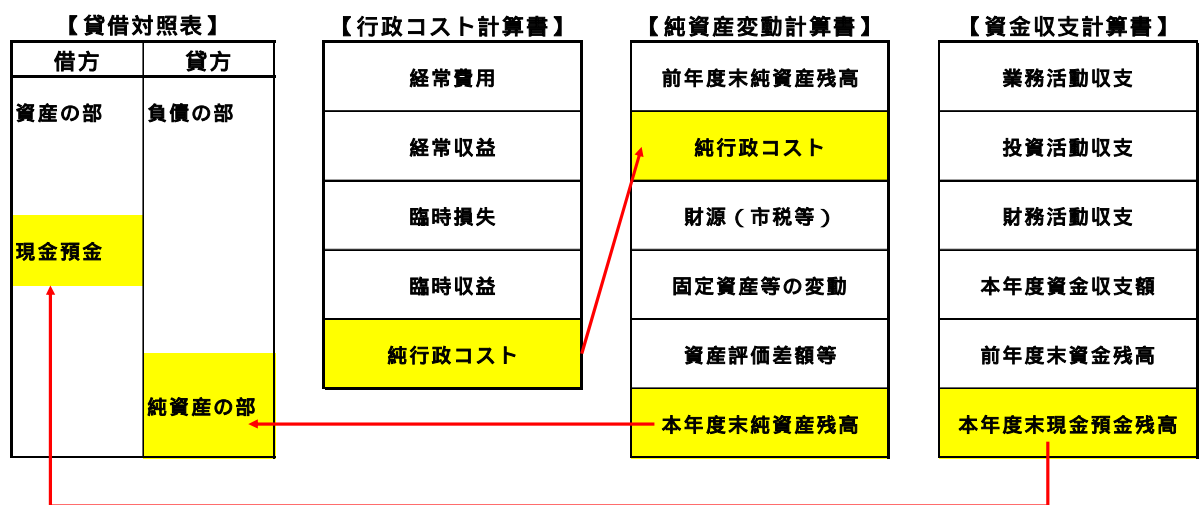 【貸借対照表】
借方
貸方
資産の部
負債の部
現金預金
純資産の部
【行政コスト計算書】
経常費用
経常収益
臨時損失
臨時収益
純行政コスト
【純資産変動計算書】
前年度末純資産残高
純行政コスト
財源（市税等）
固定資産等の変動
資産評価差額等
本年度末純資産残高
【資金収支計算書】
業務活動収支
投資活動収支
財務活動収支
本年度資金収支額
前年度末資金残高
本年度末現金預金残高